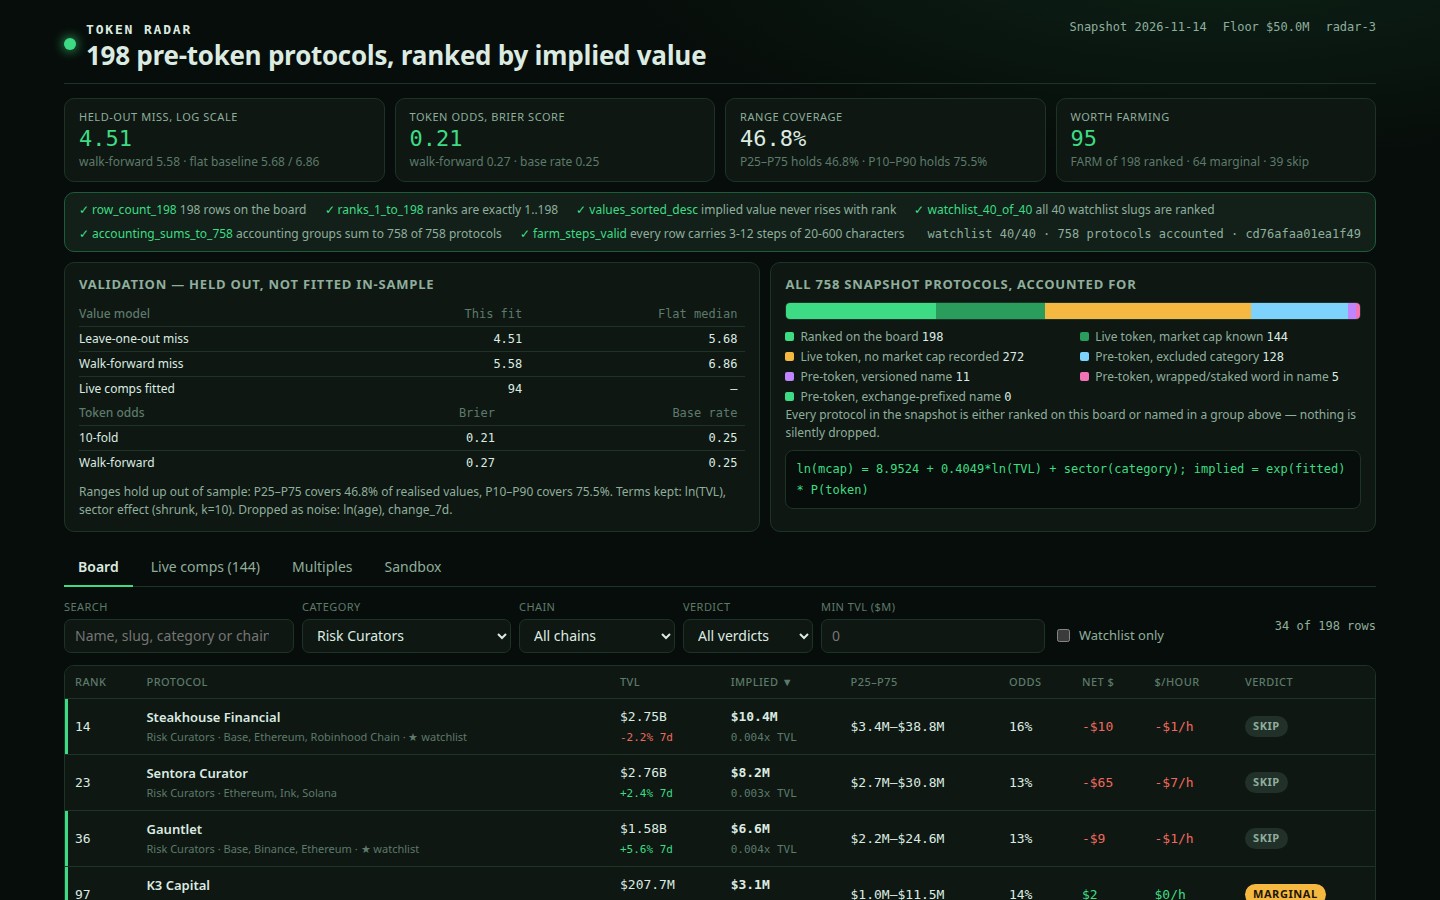 TOKEN RADAR
198 pre-token protocols, ranked by implied value
Snapshot 2026-11-14 Floor $50.0M radar-3
HELD-OUT MISS, LOG SCALE
4.51
walk-forward 5.58 · flat baseline 5.68 / 6.86
TOKEN ODDS, BRIER SCORE
0.21
walk-forward 0.27 · base rate 0.25
RANGE COVERAGE
46.8%
P25–P75 holds 46.8% · P10–P90 holds 75.5%
WORTH FARMING
95
FARM of 198 ranked · 64 marginal · 39 skip
✓ row_count_198 198 rows on the board ✓ ranks_1_to_198 ranks are exactly 1..198 ✓ values_sorted_desc implied value never rises with rank ✓ watchlist_40_of_40 all 40 watchlist slugs are ranked
✓ accounting_sums_to_758 accounting groups sum to 758 of 758 protocols ✓ farm_steps_valid every row carries 3-12 steps of 20-600 characters watchlist 40/40 · 758 protocols accounted · cd76afaa01ea1f49
VALIDATION — HELD OUT, NOT FITTED IN-SAMPLE
Value model This fit Flat median
Leave-one-out miss 4.51 5.68
Walk-forward miss 5.58 6.86
Live comps fitted 94 —
Token odds Brier Base rate
10-fold 0.21 0.25
Walk-forward 0.27 0.25
Ranges hold up out of sample: P25–P75 covers 46.8% of realised values, P10–P90 covers 75.5%. Terms kept: ln(TVL),
sector effect (shrunk, k=10). Dropped as noise: ln(age), change_7d.
ALL 758 SNAPSHOT PROTOCOLS, ACCOUNTED FOR
Ranked on the board 198 Live token, market cap known 144
Live token, no market cap recorded 272 Pre-token, excluded category 128
Pre-token, versioned name 11 Pre-token, wrapped/staked word in name 5
Pre-token, exchange-prefixed name 0
Every protocol in the snapshot is either ranked on this board or named in a group above — nothing is
silently dropped.
ln(mcap) = 8.9524 + 0.4049*ln(TVL) + sector(category); implied = exp(fitted)
* P(token)
Board Live comps (144) Multiples Sandbox
SEARCH CATEGORY CHAIN VERDICT MIN TVL ($M)
Name, slug, category or chain Risk Curators All chains All verdicts 0 Watchlist only 34 of 198 rows
RANK PROTOCOL TVL IMPLIED ▼ P25–P75 ODDS NET $ $/HOUR VERDICT
14 Steakhouse Financial $2.75B $10.4M $3.4M–$38.8M 16% -$10 -$1/h SKIP
Risk Curators · Base, Ethereum, Robinhood Chain · ★ watchlist -2.2% 7d 0.004x TVL
23 Sentora Curator $2.76B $8.2M $2.7M–$30.8M 13% -$65 -$7/h SKIP
Risk Curators · Ethereum, Ink, Solana +2.4% 7d 0.003x TVL
36 Gauntlet $1.58B $6.6M $2.2M–$24.6M 13% -$9 -$1/h SKIP
Risk Curators · Base, Binance, Ethereum · ★ watchlist +5.6% 7d 0.004x TVL
97 K3 Capital $207.7M $3.1M $1.0M–$11.5M 14% $2 $0/h MARGINAL